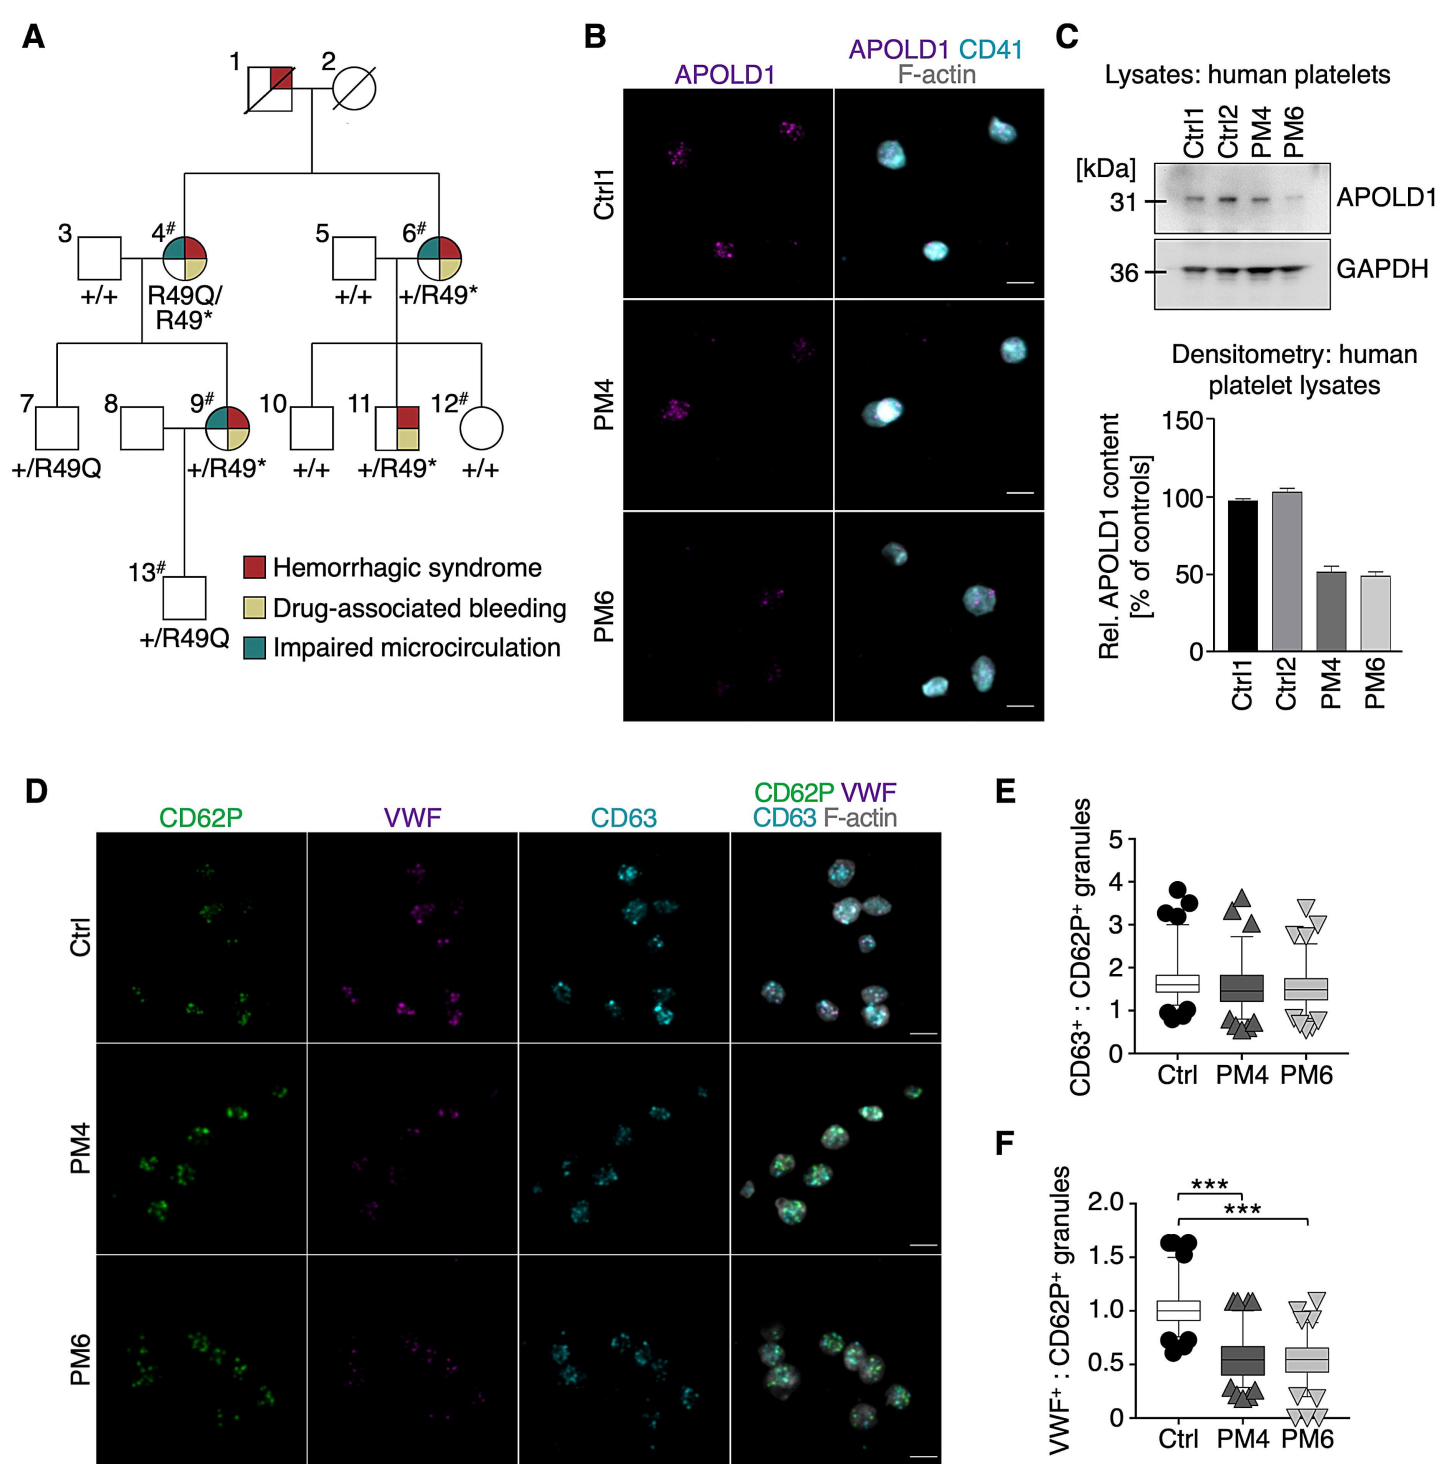 A
1
2
3
4#
5
6#
+/+
R49Q/
R49*
+/+
+/R49*
7
8
9#
10
11
12#
+/R49Q
+/R49*
+/+
+/R49*
+/+
13#
+/R49Q
Hemorrhagic syndrome
Drug-associated bleeding
Impaired microcirculation
B
APOLD1
APOLD1 CD41
F-actin
Ctrl1
PM4
PM6
C
Lysates: human platelets
Ctrl1
Ctrl2
PM4
PM6
[kDa]
31
APOLD1
36
GAPDH
Densitometry: human
platelet lysates
Rel. APOLD1 content
[% of controls]
150
100
50
0
Ctrl1
Ctrl2
PM4
PM6
D
CD62P
VWF
CD63
CD62P VWF
CD63 F-actin
Ctrl
PM4
PM6
E
CD63+ : CD62P+ granules
5
4
3
2
1
0
Ctrl
PM4
PM6
F
VWF+ : CD62P+ granules
***
***
2.0
1.5
1.0
0.5
0
Ctrl
PM4
PM6